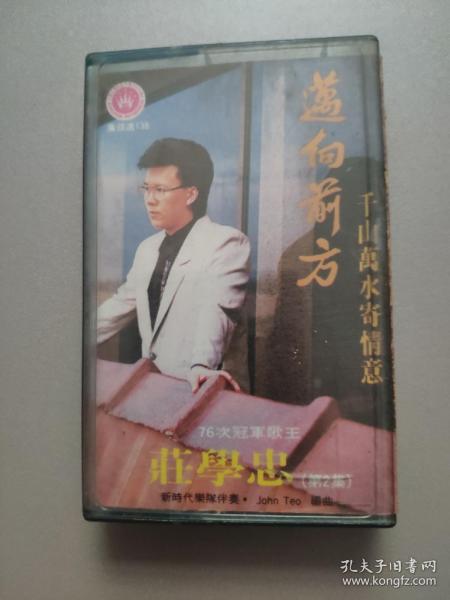 邁向前方
千山萬水寄情意
76次冠軍歌王
莊學忠(第2集)
新時代樂隊伴奏・John Teo 編曲
孔夫子旧书网
www.kongfz.com